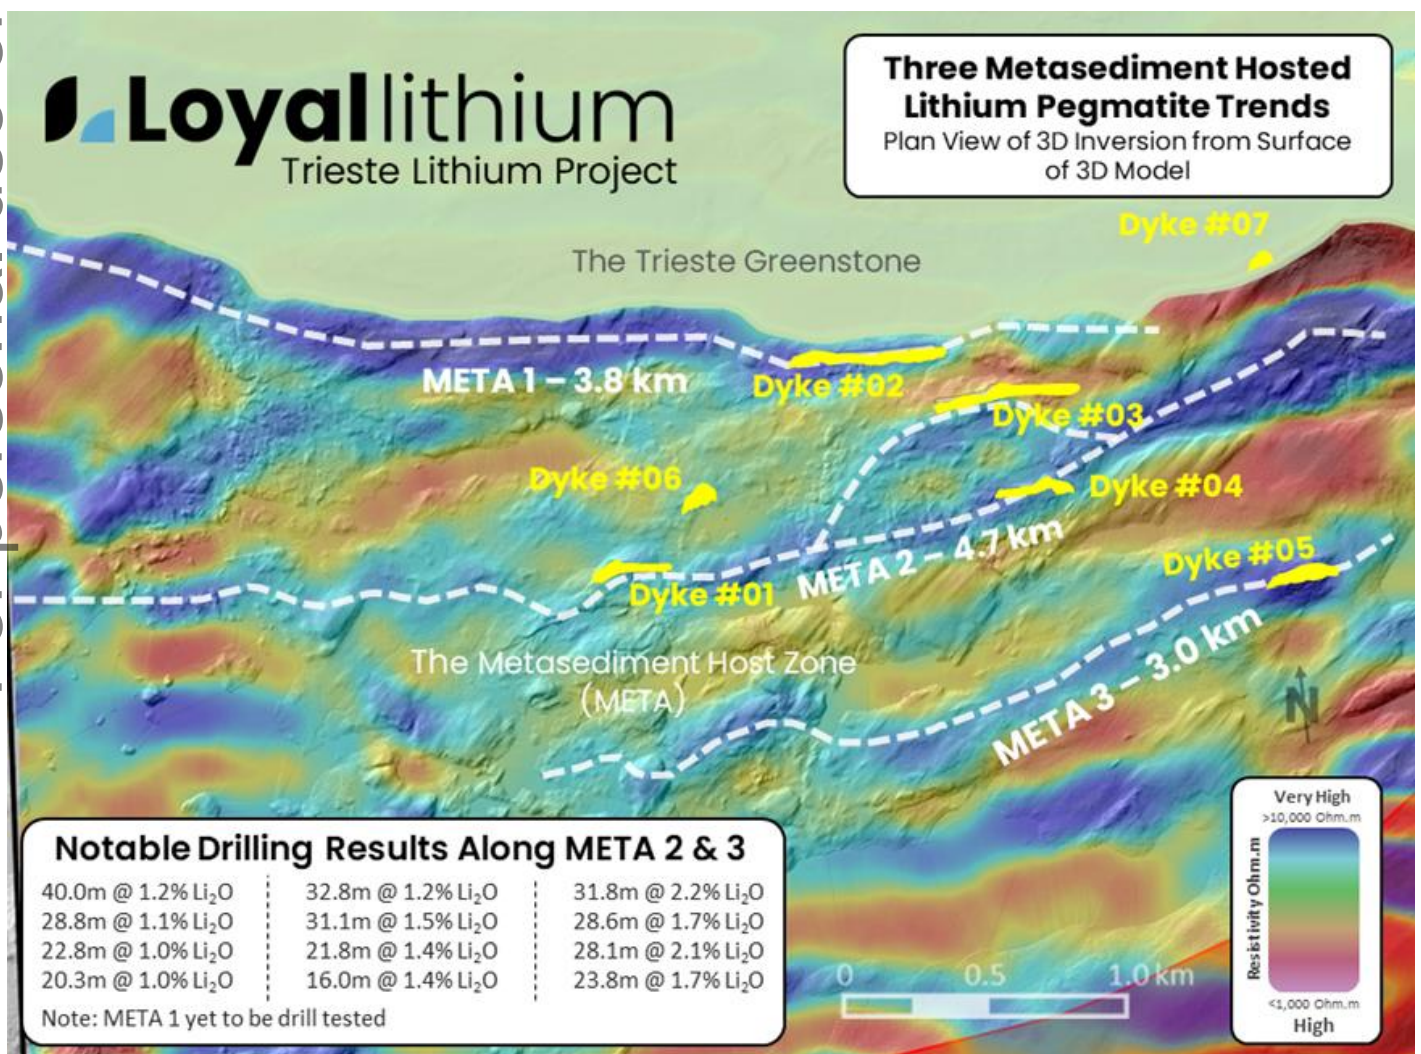 Loyallithium
Trieste Lithium Project
Three Metasediment Hosted
Lithium Pegmatite Trends
Plan View of 3D Inversion from Surface
of 3D Model
Dyke #07
The Trieste Greenstone
META 1 – 3.8 km
Dyke #02
Dyke #03
Dyke #06
Dyke #04
META 2 – 4.7 km
Dyke #05
Dyke #01
The Metasediment Host Zone
(META)
META 3 – 3.0 km
N
Notable Drilling Results Along META 2 & 3
40.0m @ 1.2% Li₂O
28.8m @ 1.1% Li₂O
22.8m @ 1.0% Li₂O
20.3m @ 1.0% Li₂O
32.8m @ 1.2% Li₂O
31.1m @ 1.5% Li₂O
21.8m @ 1.4% Li₂O
16.0m @ 1.4% Li₂O
31.8m @ 2.2% Li₂O
28.6m @ 1.7% Li₂O
28.1m @ 2.1% Li₂O
23.8m @ 1.7% Li₂O
Note: META 1 yet to be drill tested
0 0.5 1.0 km
Very High
>10,000 Ohm.m
Resistivity Ohm.m
<1,000 Ohm.m
High